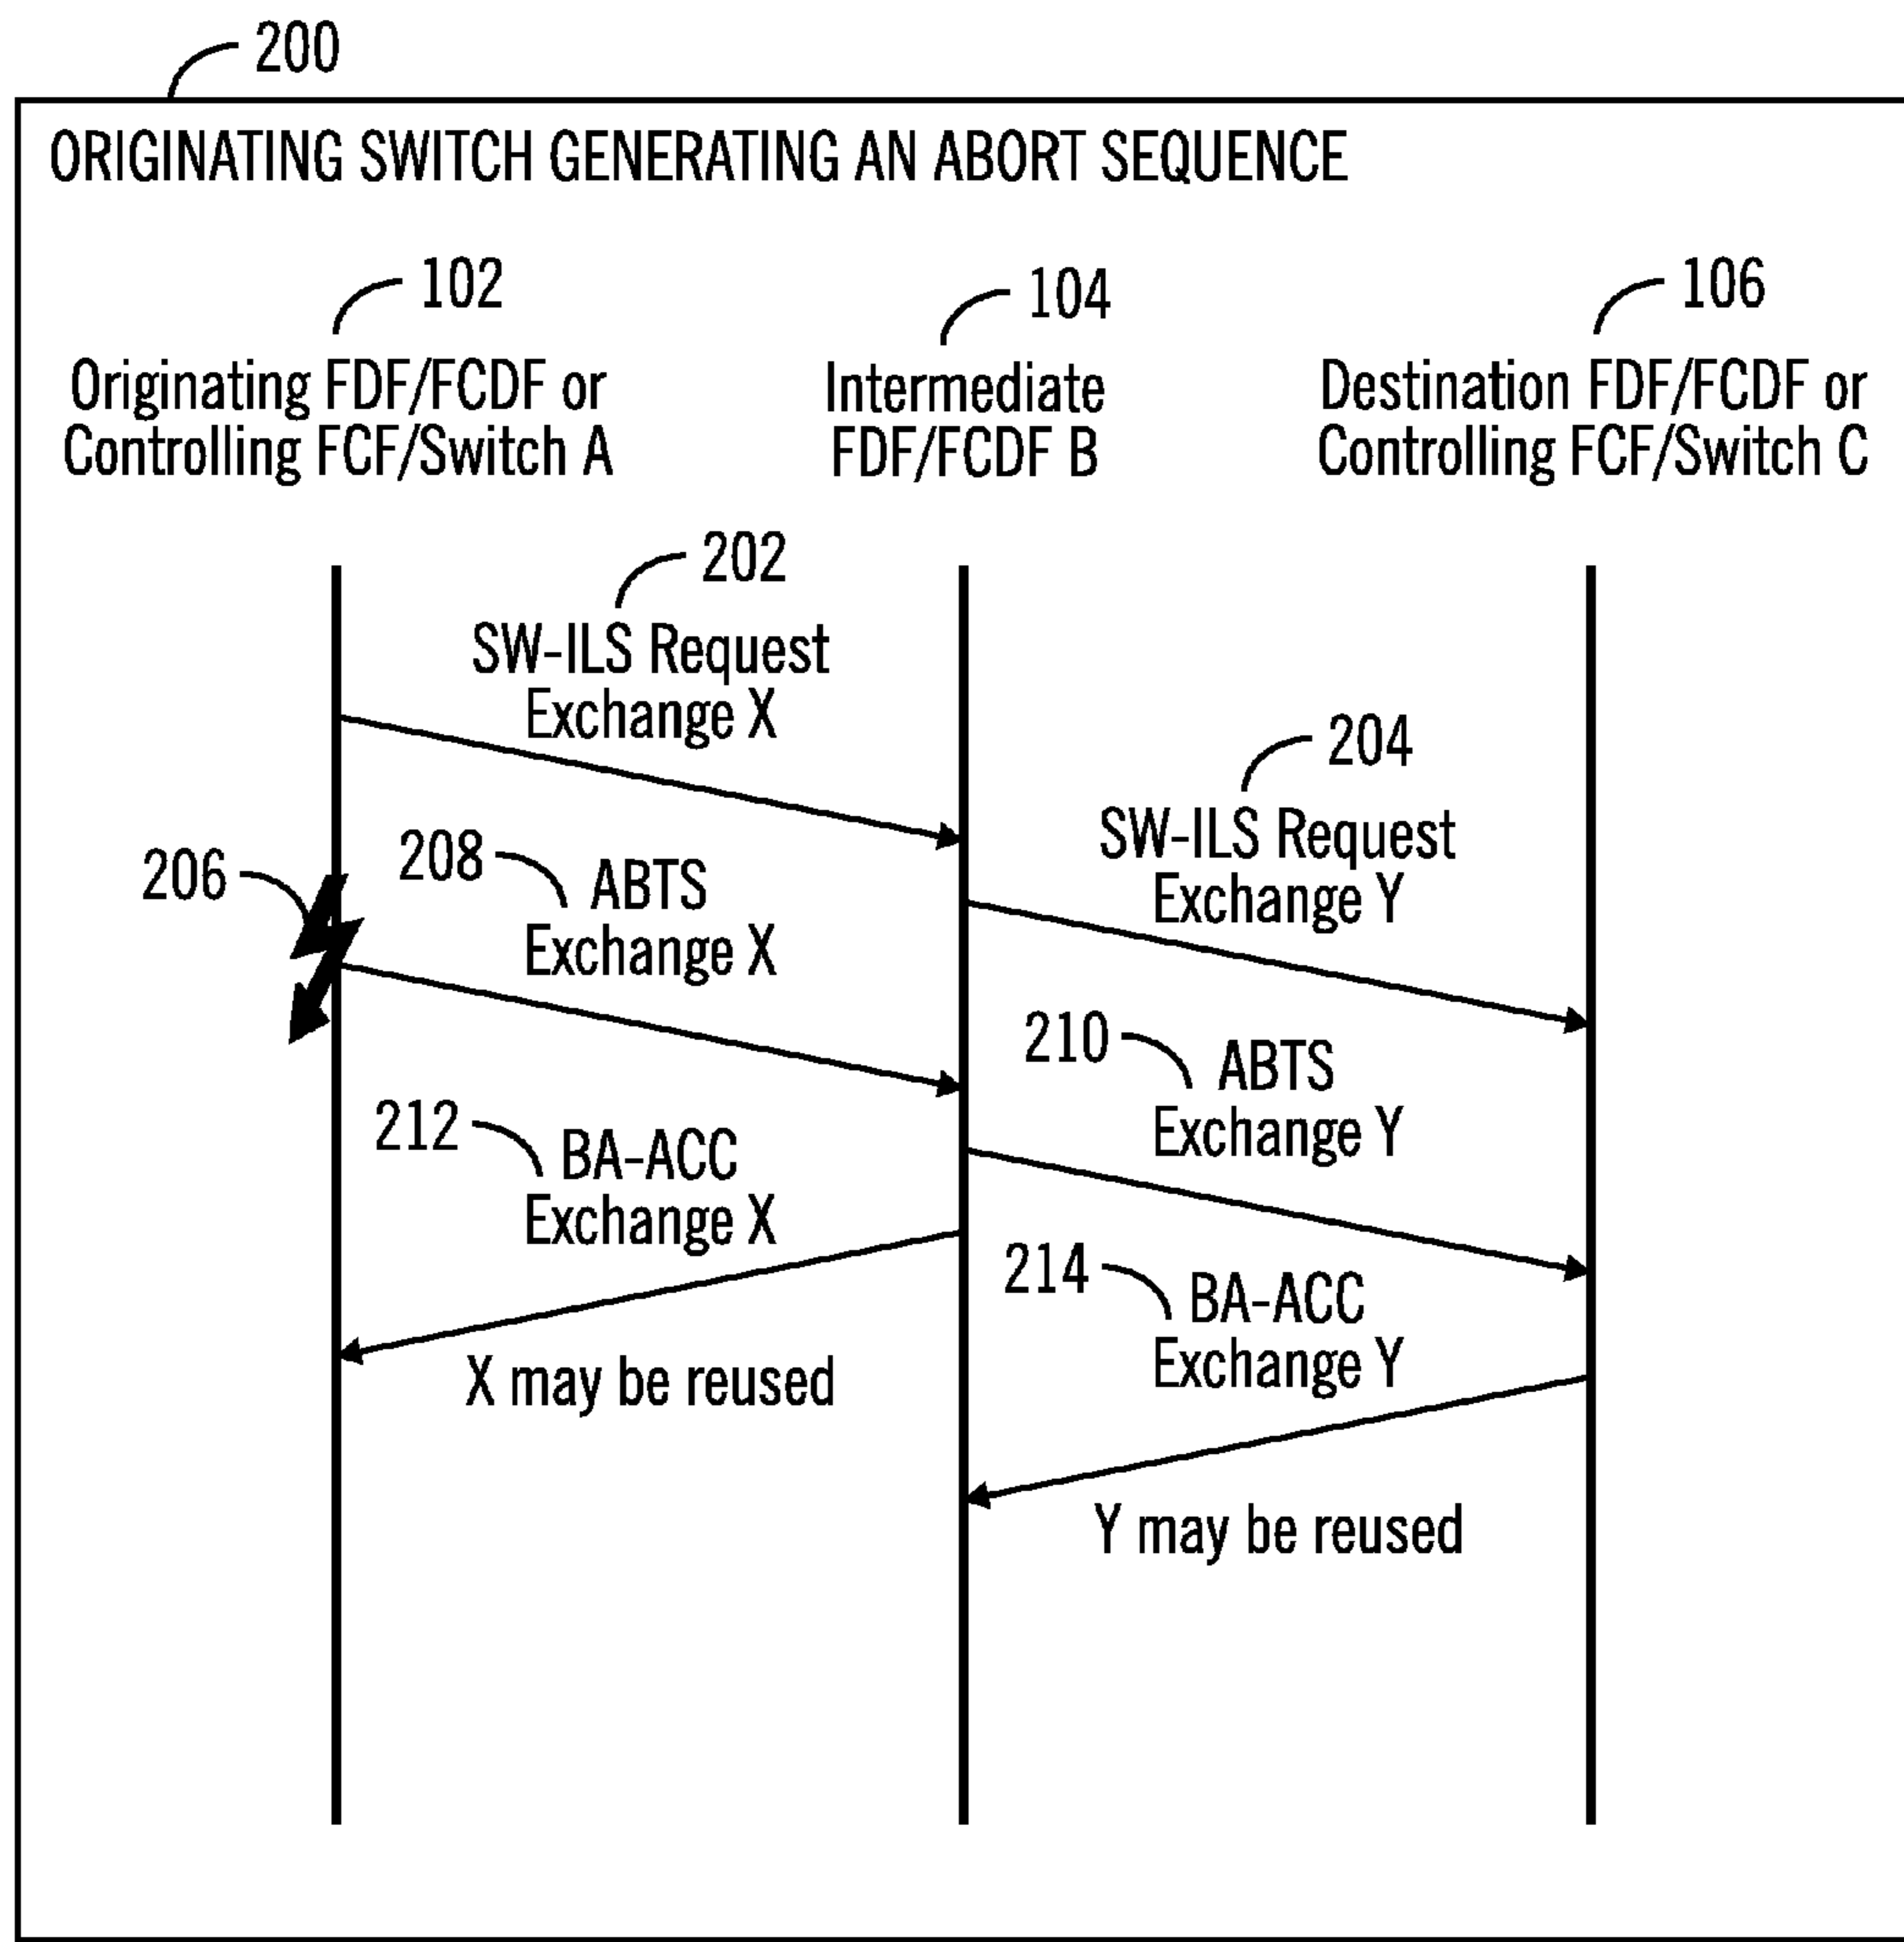 200
ORIGINATING SWITCH GENERATING AN ABORT SEQUENCE
102
Originating FDF/FCDF or
Controlling FCF/Switch A
104
Intermediate
FDF/FCDF B
106
Destination FDF/FCDF or
Controlling FCF/Switch C
202
SW-ILS Request
Exchange X
204
SW-ILS Request
Exchange Y
206
208
ABTS
Exchange X
210
ABTS
Exchange Y
212
BA-ACC
Exchange X
214
BA-ACC
Exchange Y
X may be reused
Y may be reused